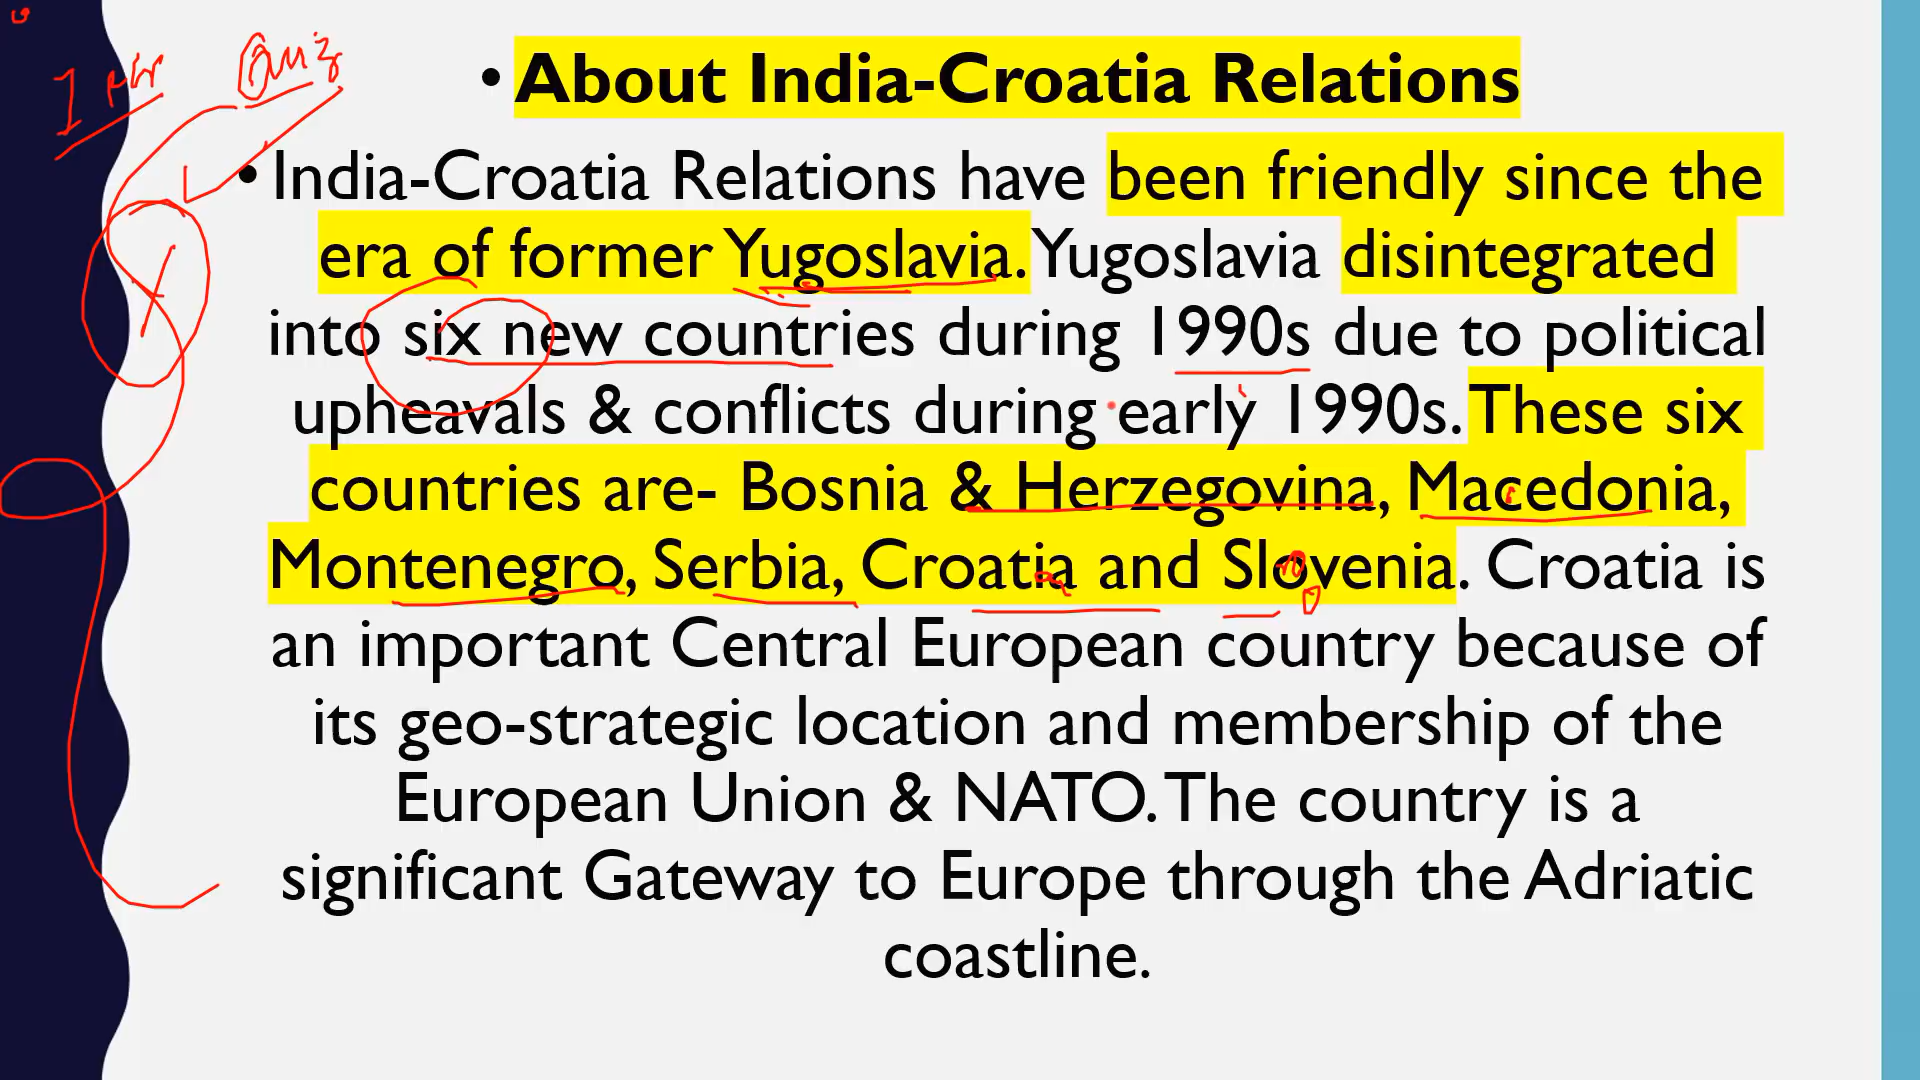 • About India-Croatia Relations
• India-Croatia Relations have been friendly since the
era of former Yugoslavia. Yugoslavia disintegrated
into six new countries during 1990s due to political
upheavals & conflicts during early 1990s. These six
countries are- Bosnia & Herzegovina, Macedonia,
Montenegro, Serbia, Croatia and Slovenia. Croatia is
an important Central European country because of
its geo-strategic location and membership of the
European Union & NATO. The country is a
significant Gateway to Europe through the Adriatic
coastline.